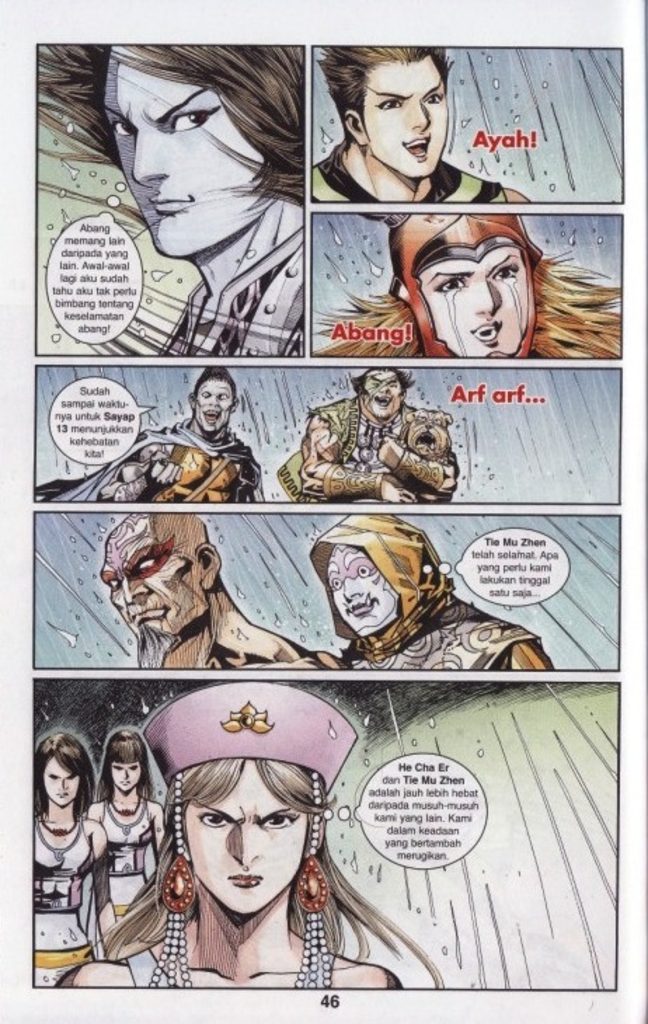 Abang
memang lain
daripada yang
lain. Awal-awal
lagi aku sudah
tahu aku tak perlu
bimbang tentang
keselamatan
abang!
Ayah!
Abang!
Sudah
sampai waktu-
nya untuk Sayap
13 menunjukkan
kehebatan
kita!
Arf arf...
Tie Mu Zhen
telah selamat. Apa
yang perlu kami
lakukan tinggal
satu saja...
He Cha Er
dan Tie Mu Zhen
adalah jauh lebih hebat
daripada musuh-musuh
kami yang lain. Kami
dalam keadaan
yang bertambah
merugikan.
46